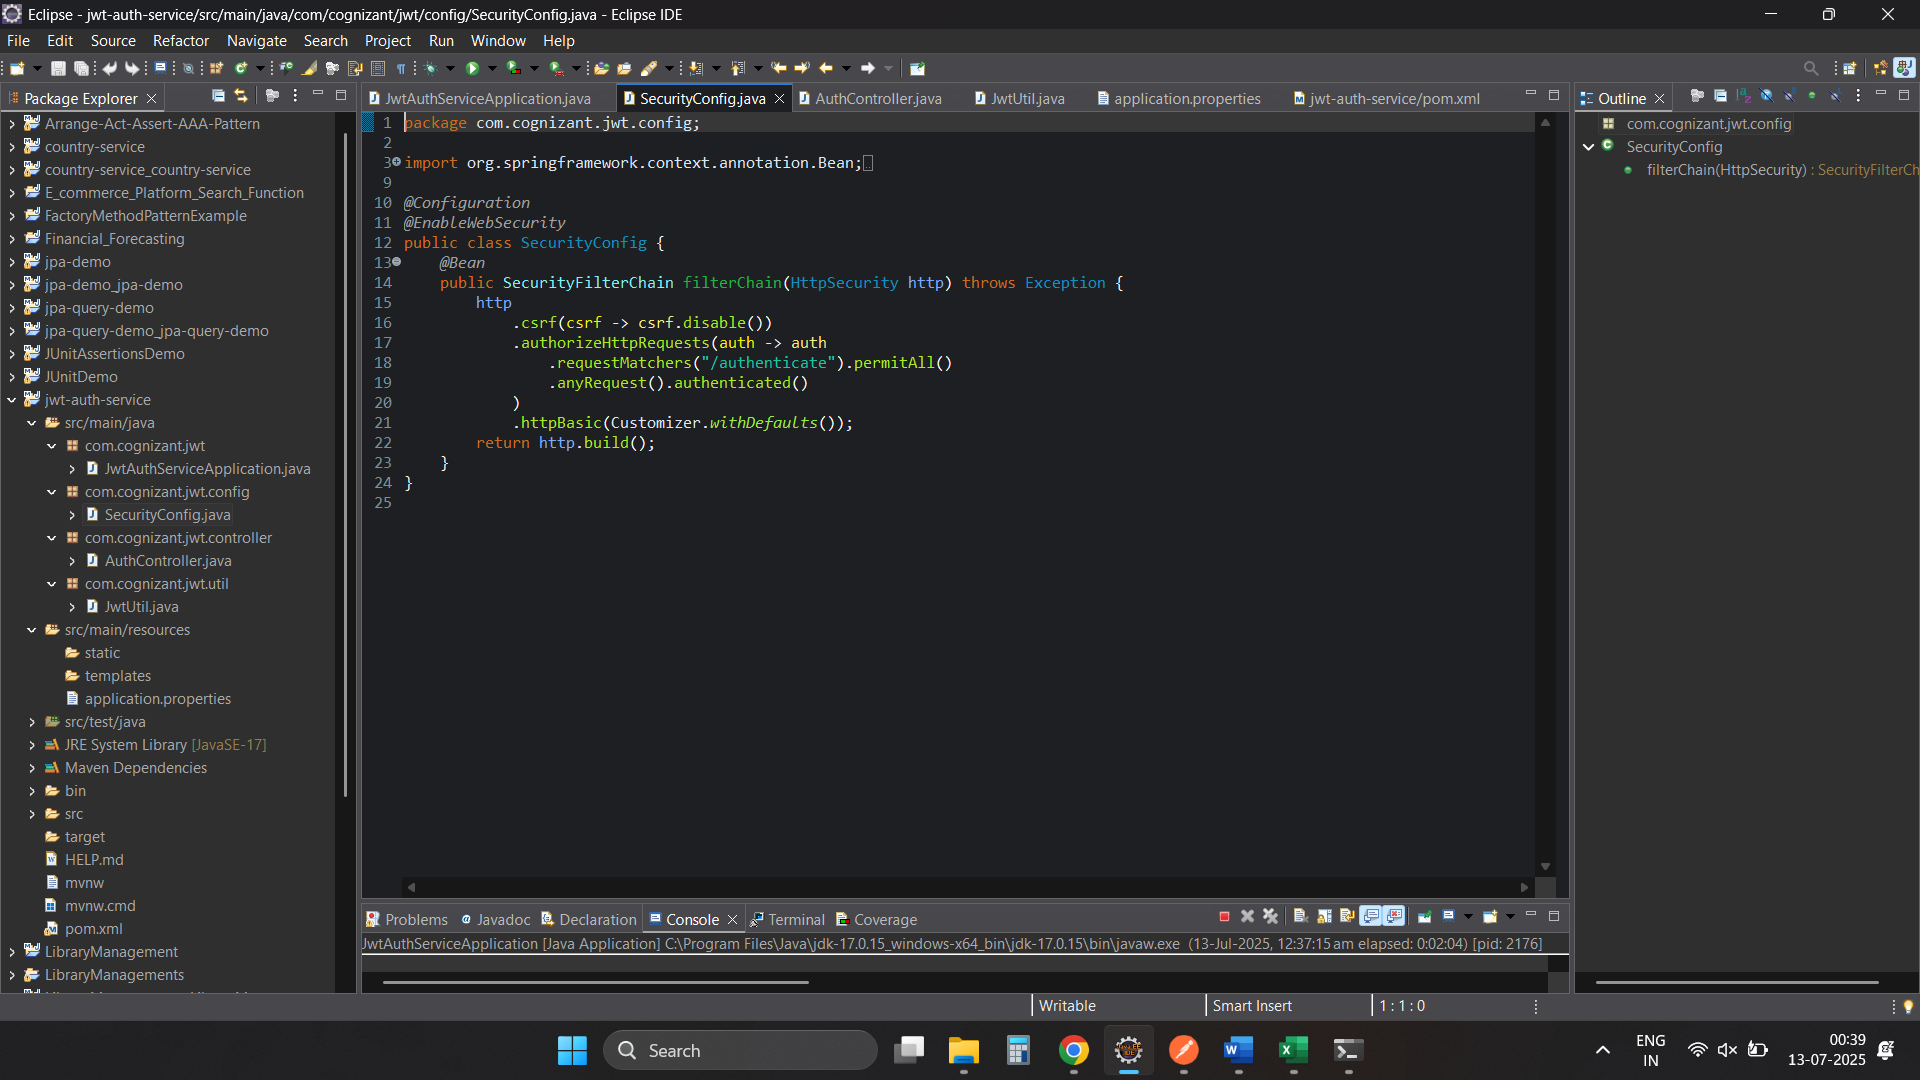 Eclipse - jwt-auth-service/src/main/java/com/cognizant/jwt/config/SecurityConfig.java - Eclipse IDE
File Edit Source Refactor Navigate Search Project Run Window Help
Package Explorer
Arrange-Act-Assert-AAA-Pattern
country-service
country-service_country-service
E_commerce_Platform_Search_Function
FactoryMethodPatternExample
Financial_Forecasting
jpa-demo
jpa-demo_jpa-demo
jpa-query-demo
jpa-query-demo_jpa-query-demo
JUnitAssertionsDemo
JUnitDemo
jwt-auth-service
src/main/java
com.cognizant.jwt
JwtAuthServiceApplication.java
com.cognizant.jwt.config
SecurityConfig.java
com.cognizant.jwt.controller
AuthController.java
com.cognizant.jwt.util
JwtUtil.java
src/main/resources
static
templates
application.properties
src/test/java
JRE System Library [JavaSE-17]
Maven Dependencies
bin
src
target
HELP.md
mvnw
mvnw.cmd
pom.xml
LibraryManagement
LibraryManagements
JwtAuthServiceApplication.java SecurityConfig.java AuthController.java JwtUtil.java application.properties jwt-auth-service/pom.xml
1 package com.cognizant.jwt.config;
2
3 import org.springframework.context.annotation.Bean;
9
10 @Configuration
11 @EnableWebSecurity
12 public class SecurityConfig {
13 @Bean
14 public SecurityFilterChain filterChain(HttpSecurity http) throws Exception {
15 http
16 .csrf(csrf -> csrf.disable())
17 .authorizeHttpRequests(auth -> auth
18 .requestMatchers("/authenticate").permitAll()
19 .anyRequest().authenticated()
20 )
21 .httpBasic(Customizer.withDefaults());
22 return http.build();
23 }
24 }
25
Outline
com.cognizant.jwt.config
SecurityConfig
filterChain(HttpSecurity) : SecurityFilterCh
Problems Javadoc Declaration Console Terminal Coverage
JwtAuthServiceApplication [Java Application] C:\Program Files\Java\jdk-17.0.15_windows-x64_bin\jdk-17.0.15\bin\javaw.exe (13-Jul-2025, 12:37:15 am elapsed: 0:02:04) [pid: 2176]
Writable Smart Insert 1 : 1 : 0
Search
ENG
IN
00:39
13-07-2025